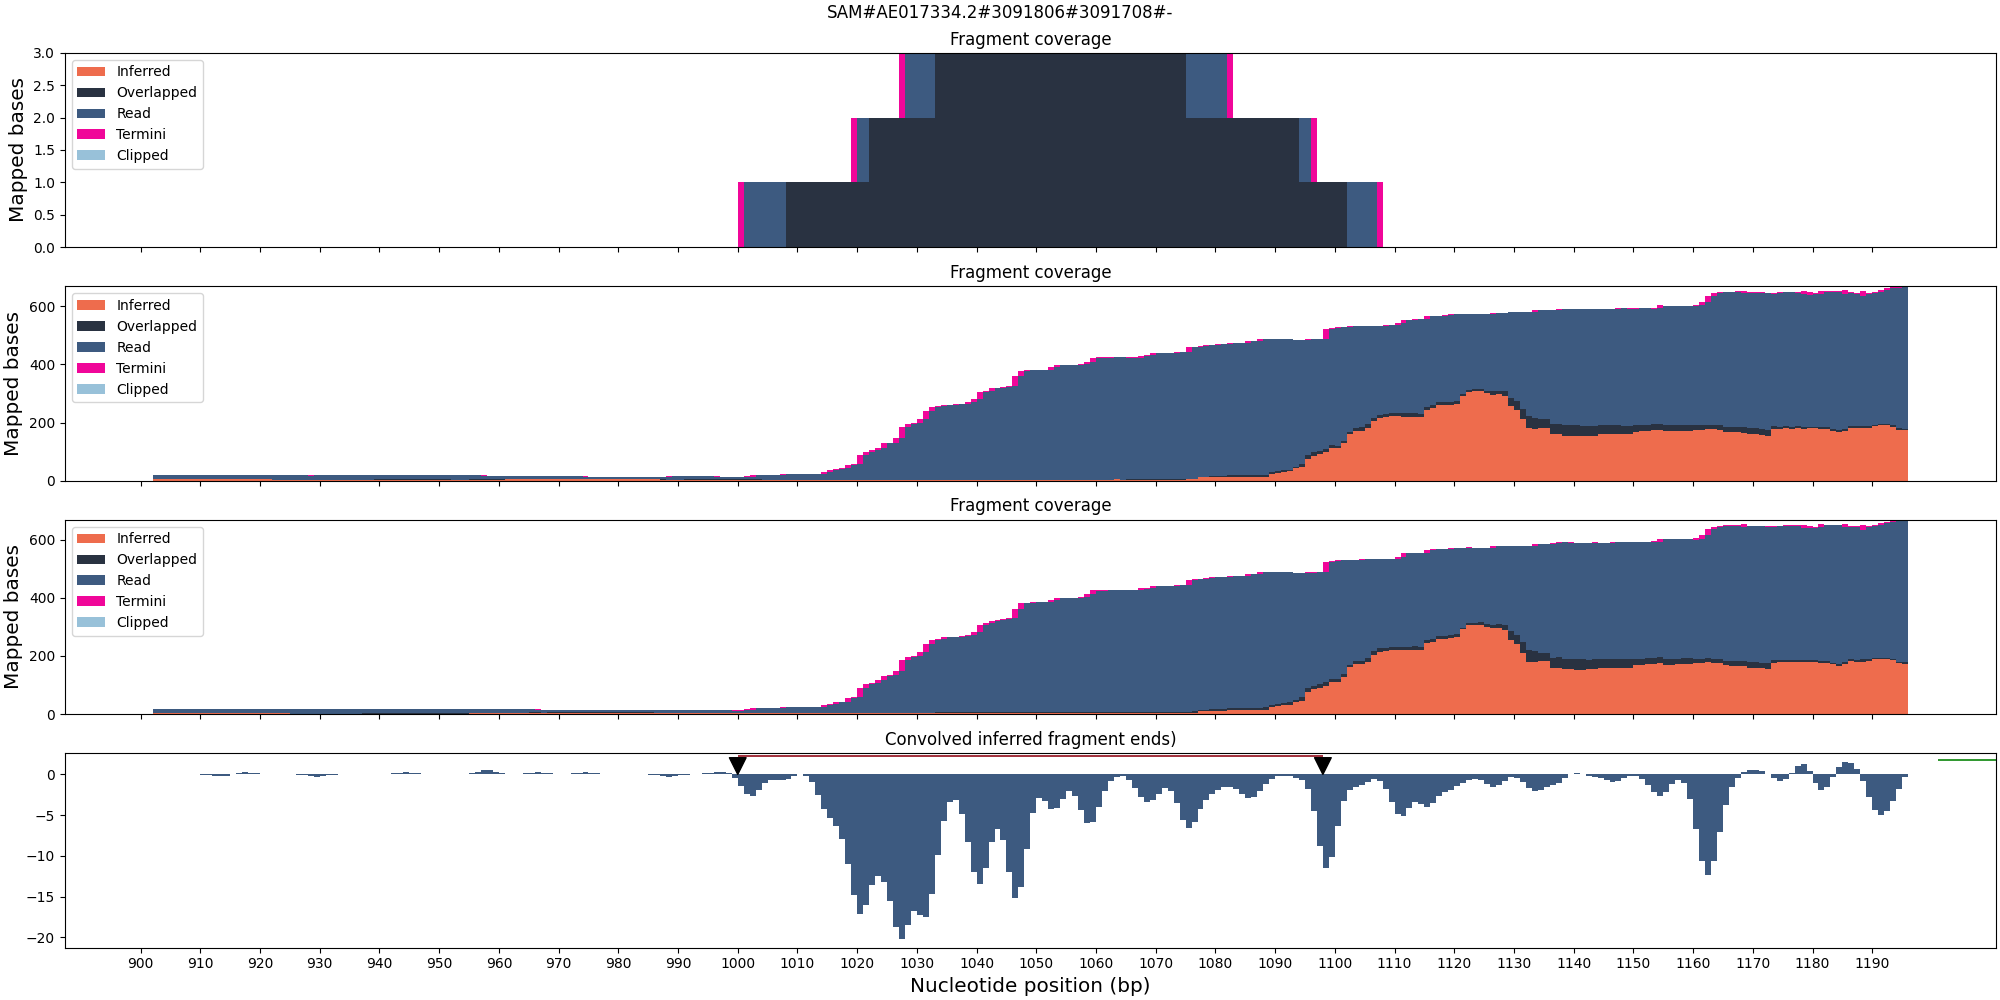 SAM#AE017334.2#3091806#3091708#-
Fragment coverage
Mapped bases
3.0
2.5
2.0
1.5
1.0
0.5
0.0
Inferred
Overlapped
Read
Termini
Clipped
Fragment coverage
Mapped bases
600
400
200
0
Inferred
Overlapped
Read
Termini
Clipped
Fragment coverage
Mapped bases
600
400
200
0
Inferred
Overlapped
Read
Termini
Clipped
Convolved inferred fragment ends)
0
−5
−10
−15
−20
900 910 920 930 940 950 960 970 980 990 1000 1010 1020 1030 1040 1050 1060 1070 1080 1090 1100 1110 1120 1130 1140 1150 1160 1170 1180 1190
Nucleotide position (bp)